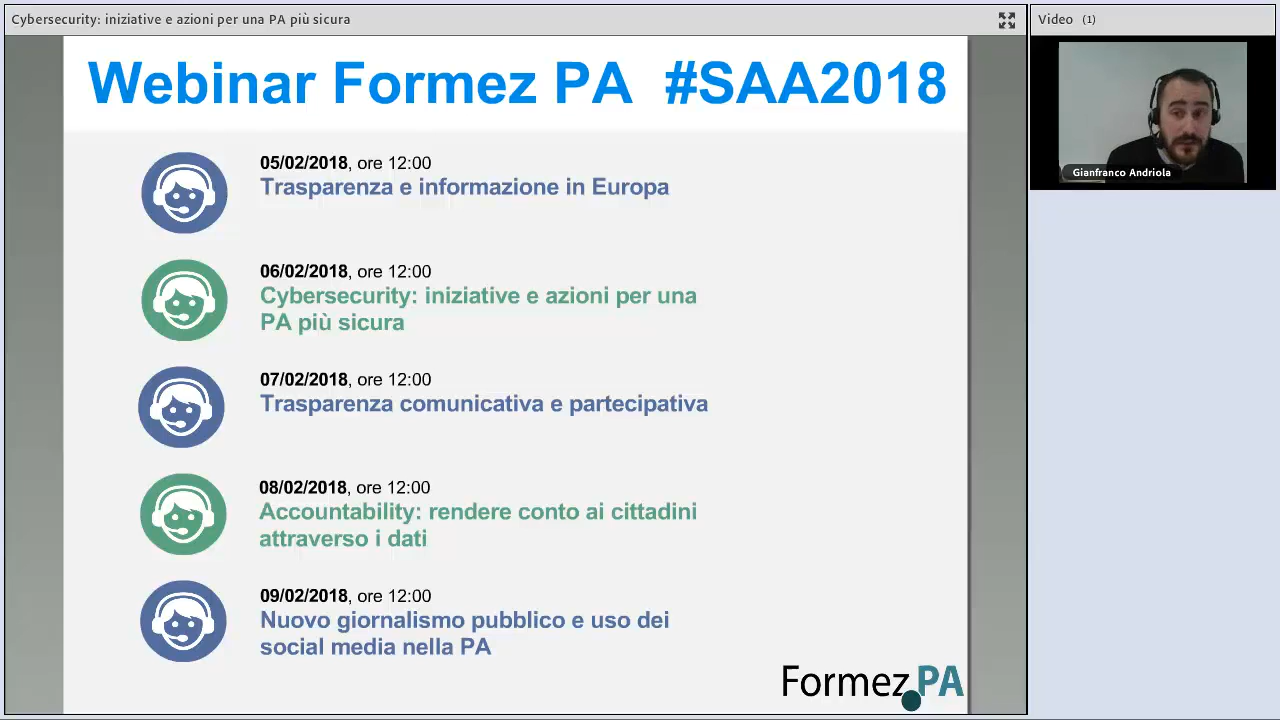 Cybersecurity: iniziative e azioni per una PA più sicura
Video (1)
Gianfranco Andriola
Webinar Formez PA #SAA2018
05/02/2018, ore 12:00
Trasparenza e informazione in Europa
06/02/2018, ore 12:00
Cybersecurity: iniziative e azioni per una
PA più sicura
07/02/2018, ore 12:00
Trasparenza comunicativa e partecipativa
08/02/2018, ore 12:00
Accountability: rendere conto ai cittadini
attraverso i dati
09/02/2018, ore 12:00
Nuovo giornalismo pubblico e uso dei
social media nella PA
Formez PA